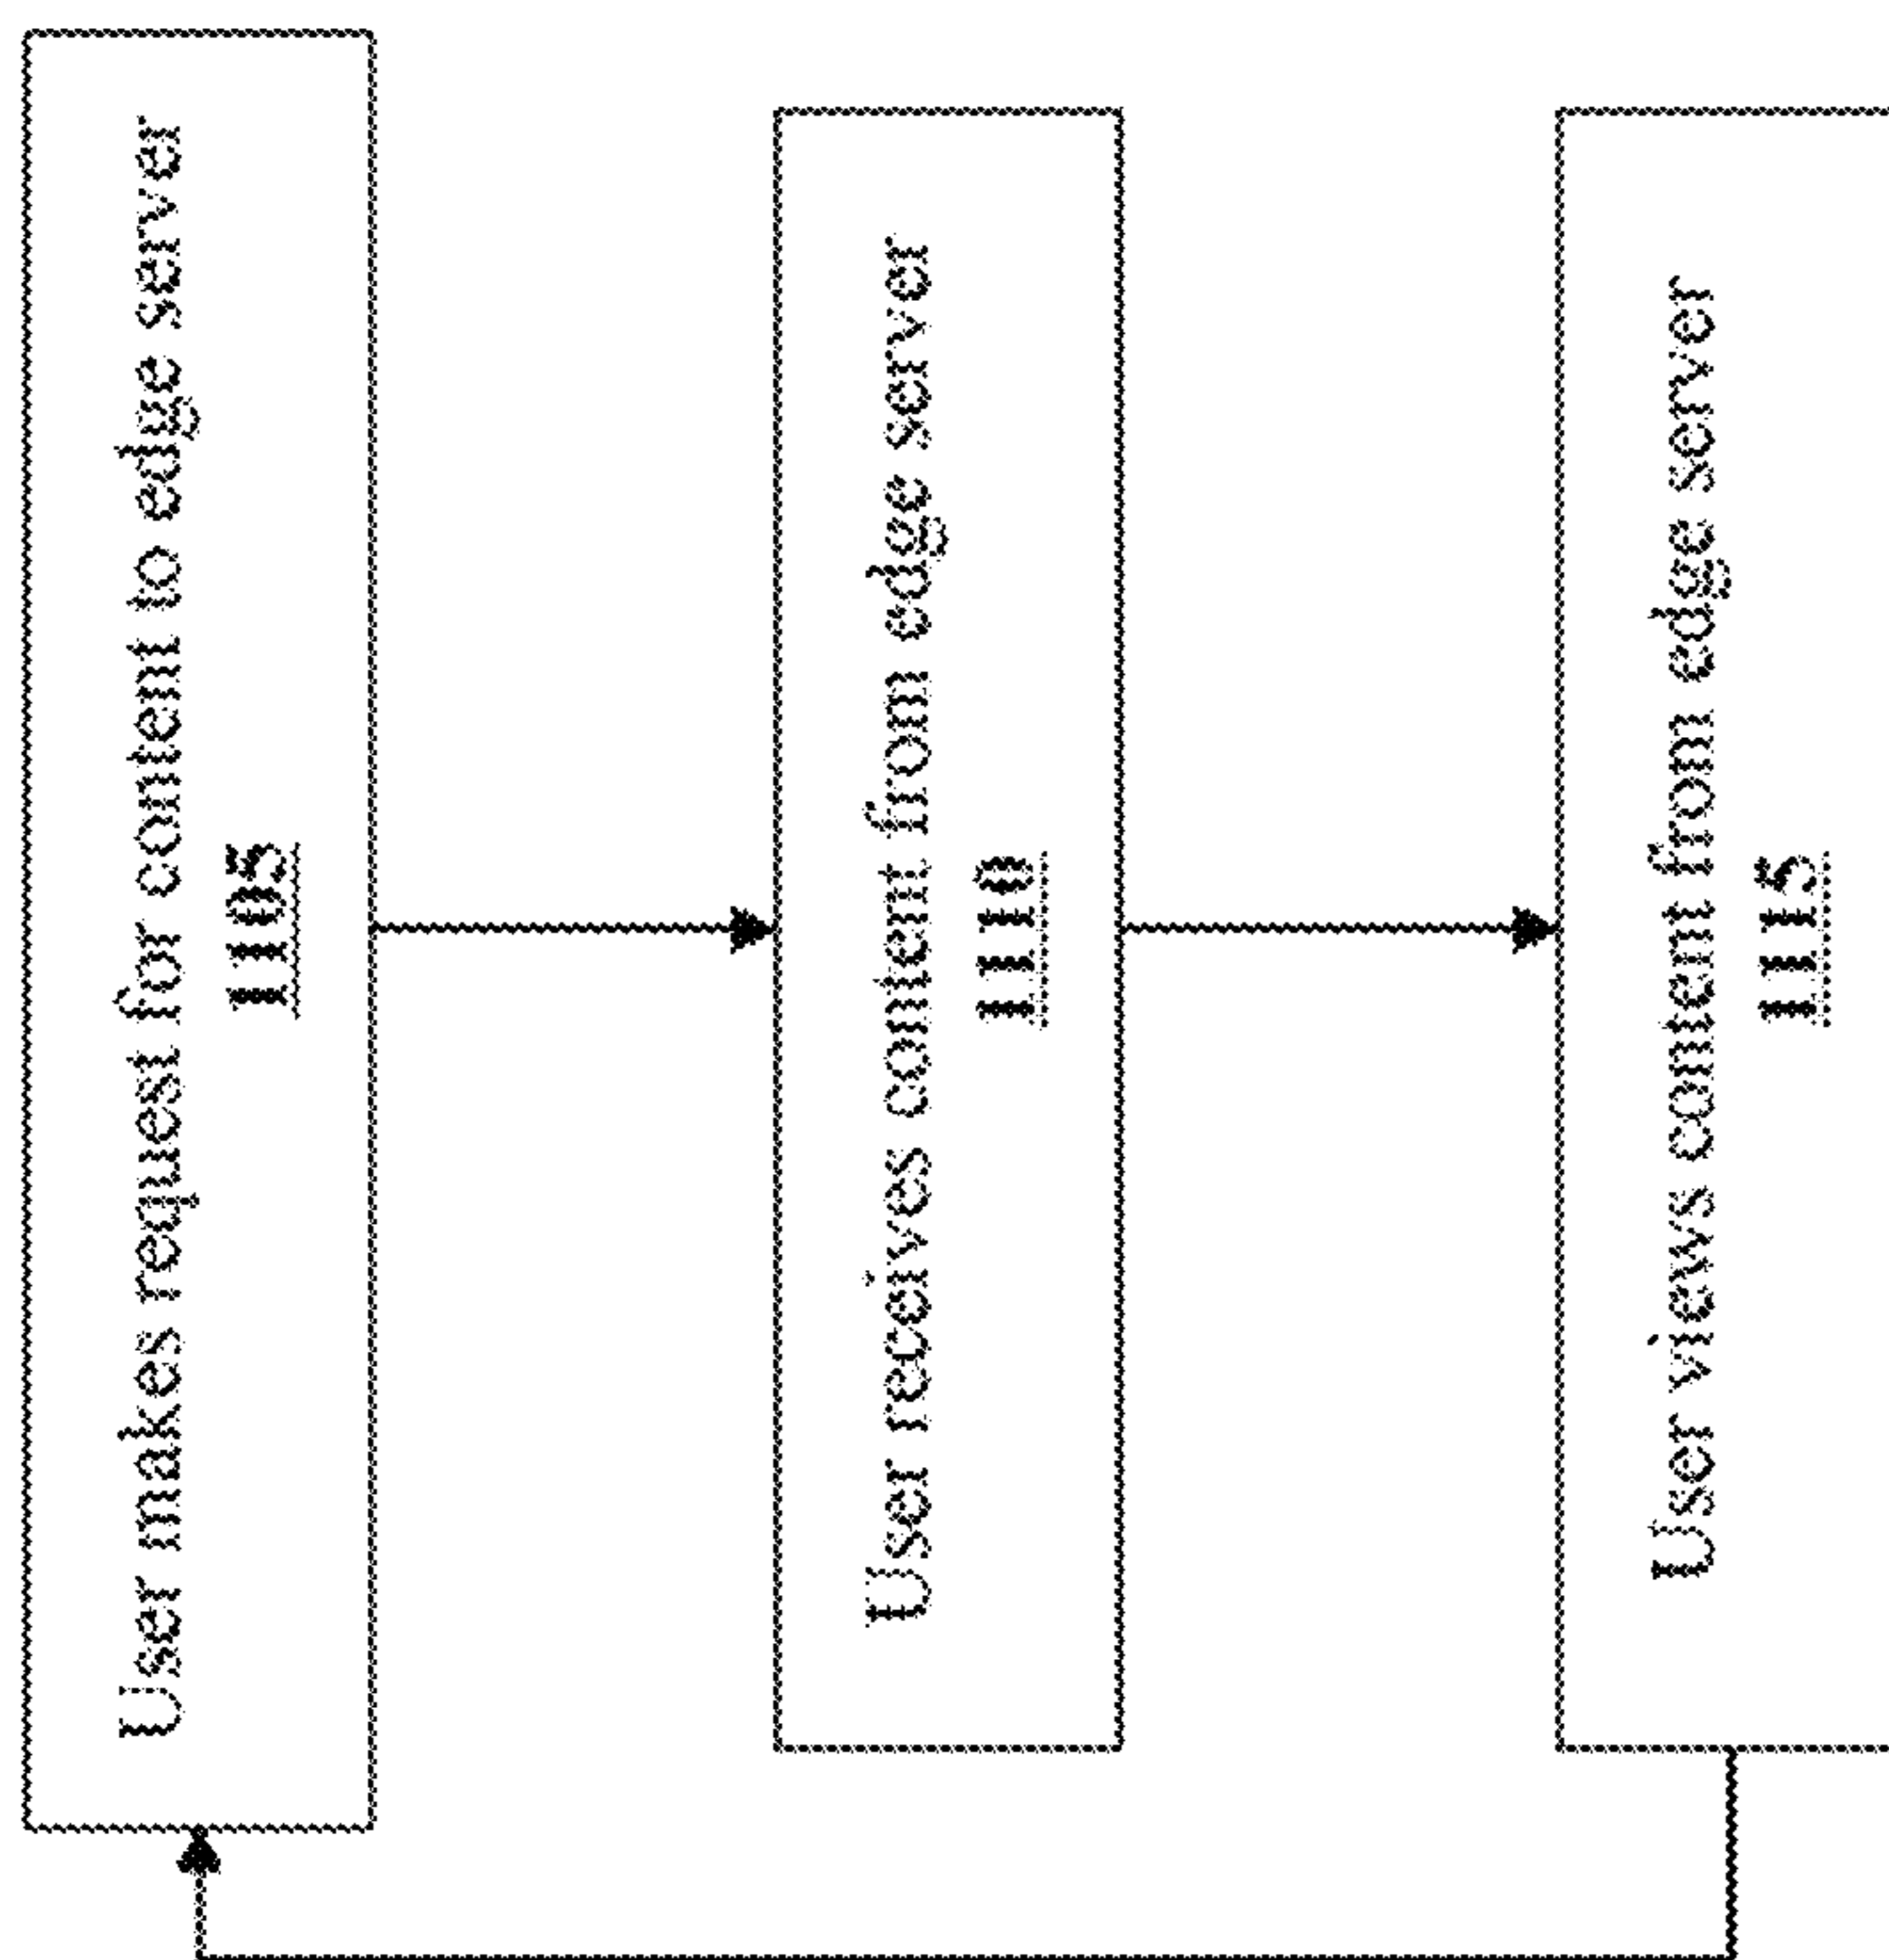 User makes request for content to edge server
1105
User receives content from edge server
1110
User views content from edge server
1115